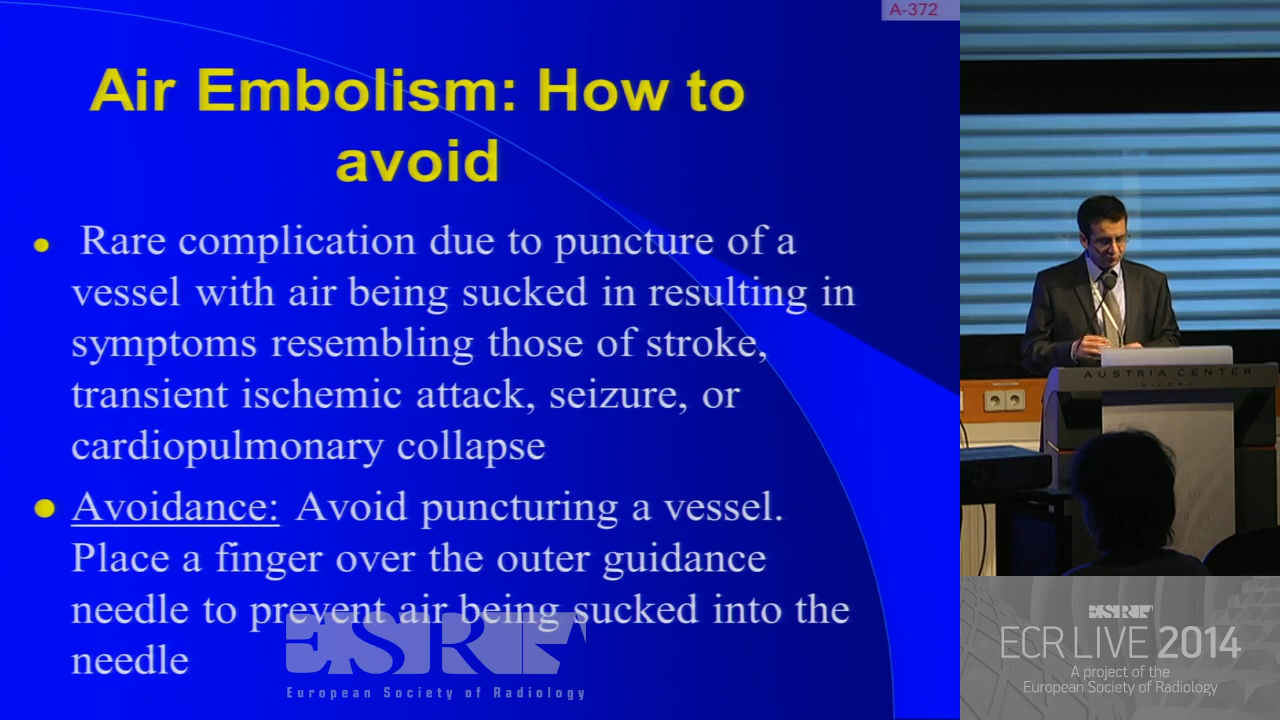 A-372
Air Embolism: How to
avoid
Rare complication due to puncture of a
vessel with air being sucked in resulting in
symptoms resembling those of stroke,
transient ischemic attack, seizure, or
cardiopulmonary collapse
Avoidance: Avoid puncturing a vessel.
Place a finger over the outer guidance
needle to prevent air being sucked into the
needle
ESR
European Society of Radiology
AUSTRIA CENTER
ESR
ECR LIVE 2014
A project of the
European Society of Radiology